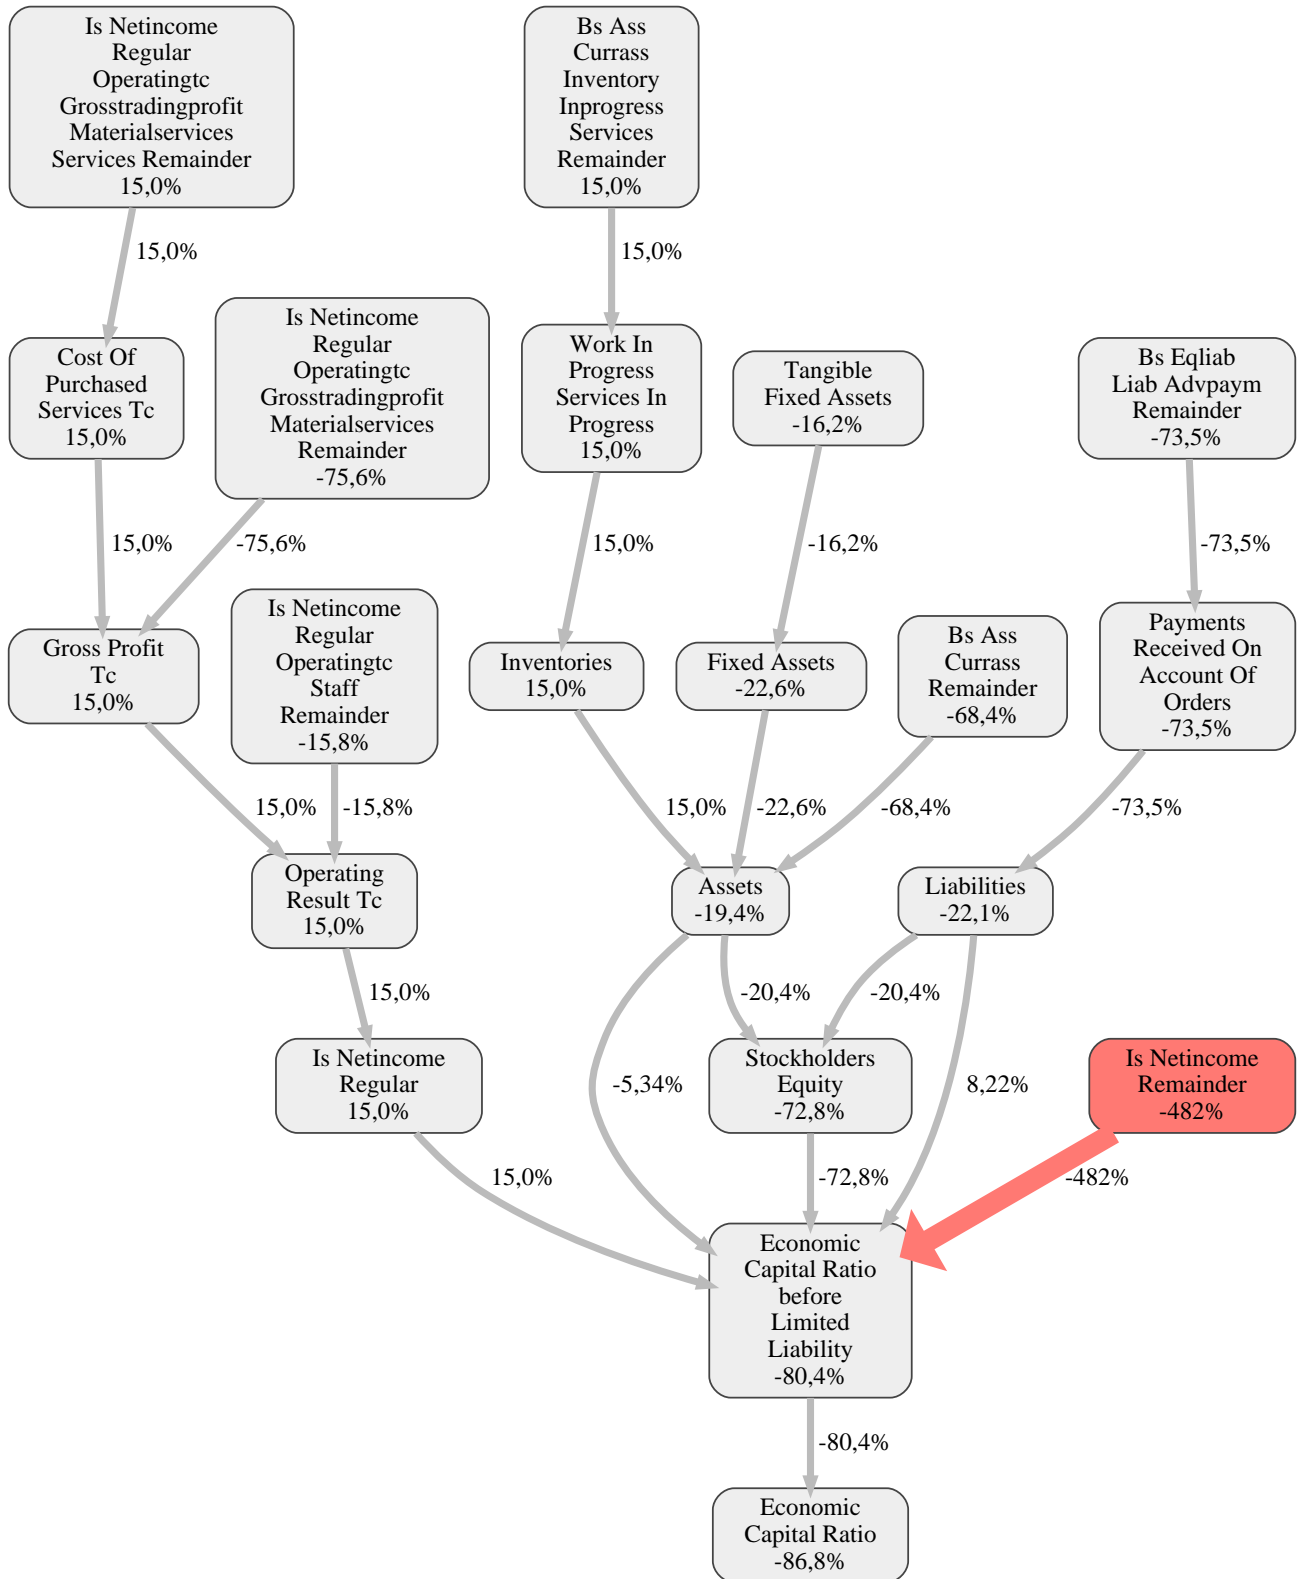 Is Netincome
Regular
Operatingtc
Grosstradingprofit
Materialservices
Services Remainder
15,0%
Bs Ass
Currass
Inventory
Inprogress
Services
Remainder
15,0%
15,0%
15,0%
Is Netincome
Regular
Operatingtc
Grosstradingprofit
Materialservices
Remainder
-75,6%
Cost Of
Purchased
Services Tc
15,0%
Work In
Progress
Services In
Progress
15,0%
Tangible
Fixed Assets
-16,2%
Bs Eqliab
Liab Advpaym
Remainder
-73,5%
15,0%
-75,6%
15,0%
-16,2%
-73,5%
Gross Profit
Tc
15,0%
Is Netincome
Regular
Operatingtc
Staff
Remainder
-15,8%
Inventories
15,0%
Fixed Assets
-22,6%
Bs Ass
Currass
Remainder
-68,4%
Payments
Received On
Account Of
Orders
-73,5%
15,0%
-15,8%
15,0%
-22,6%
-68,4%
-73,5%
Operating
Result Tc
15,0%
Assets
-19,4%
Liabilities
-22,1%
15,0%
-20,4%
-20,4%
Is Netincome
Regular
15,0%
-5,34%
Stockholders
Equity
-72,8%
8,22%
Is Netincome
Remainder
-482%
15,0%
-72,8%
-482%
Economic
Capital Ratio
before
Limited
Liability
-80,4%
-80,4%
Economic
Capital Ratio
-86,8%